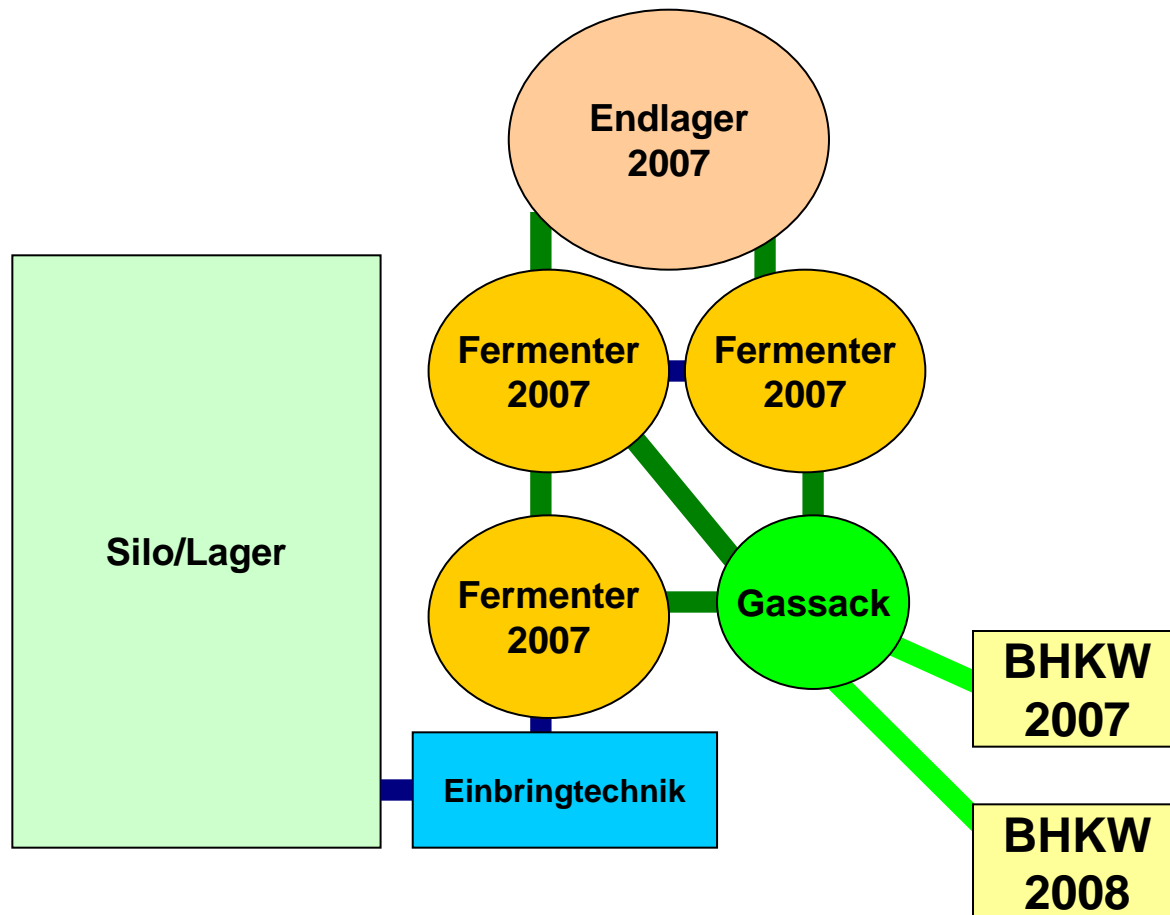 Endlager
2007
Fermenter
2007
Fermenter
2007
Silo/Lager
Fermenter
2007
Gassack
BHKW
2007
Einbringtechnik
BHKW
2008